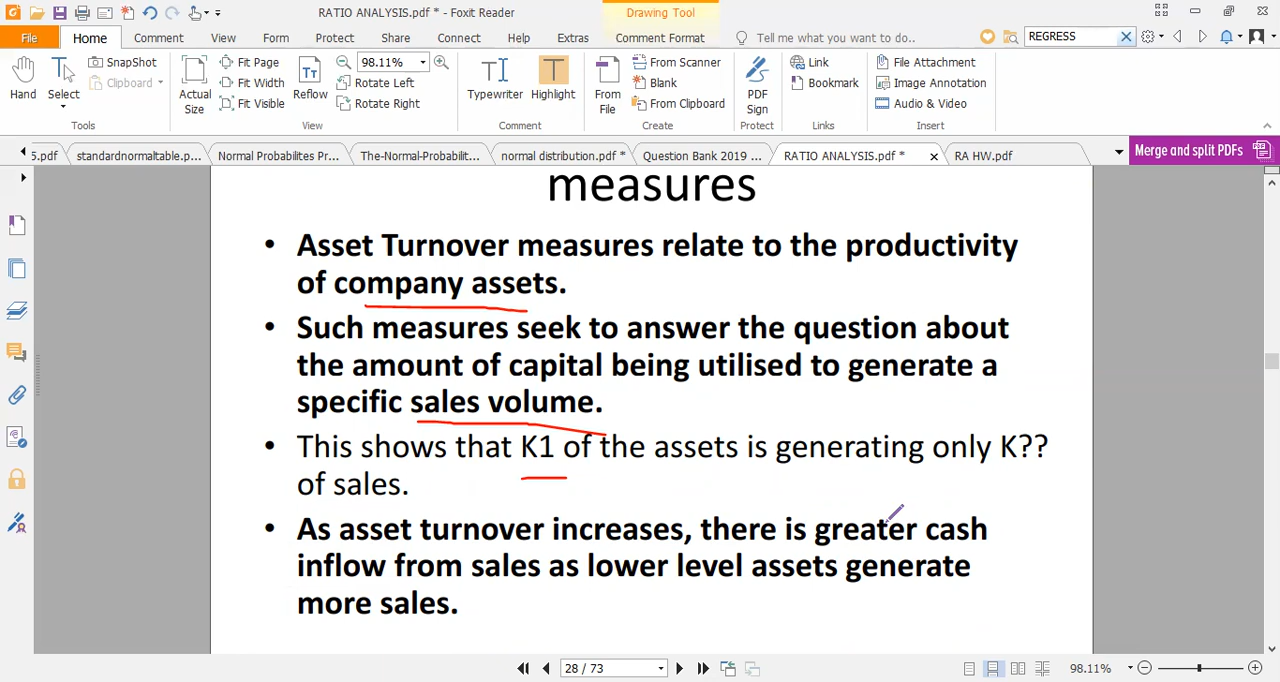 RATIO ANALYSIS.pdf * - Foxit Reader
Drawing Tool
File Home Comment View Form Protect Share Connect Help Extras Comment Format Tell me what you want to do.. REGRESS
Hand Select SnapShot Clipboard
Actual Size Fit Page Fit Width Fit Visible Reflow 98.11% Rotate Left Rotate Right
Typewriter Highlight
From File From Scanner Blank From Clipboard
PDF Sign
Link Bookmark
File Attachment Image Annotation Audio & Video
Tools View Comment Create Protect Links Insert
5.pdf standardnormaltable.p... Normal Probabilites Pr... The-Normal-Probabilit... normal distribution.pdf * Question Bank 2019 ... RATIO ANALYSIS.pdf * RA HW.pdf Merge and split PDFs
measures
• Asset Turnover measures relate to the productivity
of company assets.
• Such measures seek to answer the question about
the amount of capital being utilised to generate a
specific sales volume.
• This shows that K1 of the assets is generating only K??
of sales.
• As asset turnover increases, there is greater cash
inflow from sales as lower level assets generate
more sales.
28 / 73 98.11%